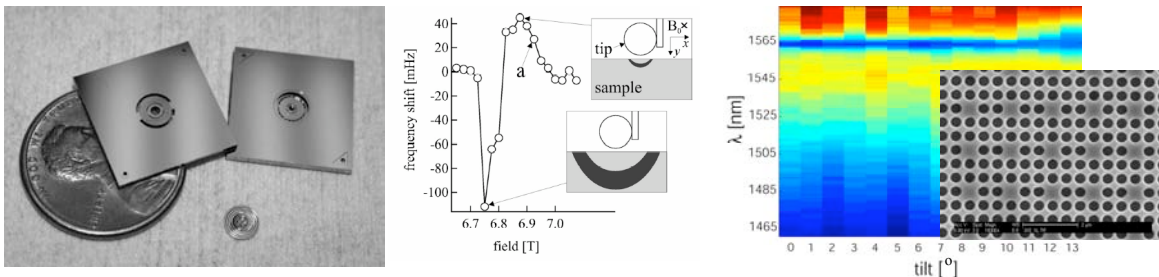 40
20
0
-20
-40
-60
-80
-100
frequency shift [mHz]
6.7
6.8
6.9
7.0
field [T]
a
tip
B₀×
x
y
sample
1565
1545
1525
1505
1485
1465
λ [nm]
0 1 2 3 4 5 6 7 8 9 10 11 12 13
tilt [°]